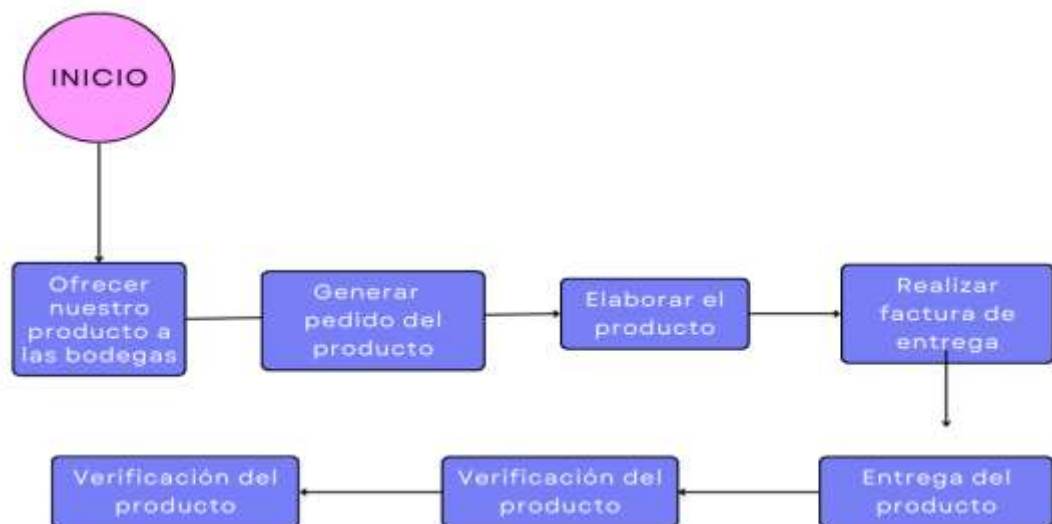 INICIO
Ofrecer
nuestro
producto a
las bodegas
Generar
pedido del
producto
Elaborar el
producto
Realizar
factura de
entrega
Entrega del
producto
Verificación del
producto
Verificación del
producto